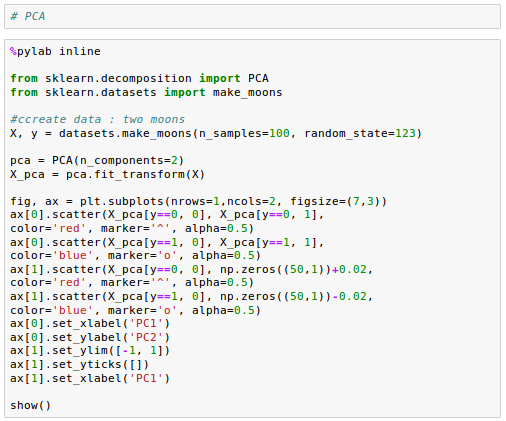 # PCA
%pylab inline
from sklearn.decomposition import PCA
from sklearn.datasets import make_moons
#ccreate data : two moons
X, y = datasets.make_moons(n_samples=100, random_state=123)
pca = PCA(n_components=2)
X_pca = pca.fit_transform(X)
fig, ax = plt.subplots(nrows=1,ncols=2, figsize=(7,3))
ax[0].scatter(X_pca[y==0, 0], X_pca[y==0, 1],
color='red', marker='^', alpha=0.5)
ax[0].scatter(X_pca[y==1, 0], X_pca[y==1, 1],
color='blue', marker='o', alpha=0.5)
ax[1].scatter(X_pca[y==0, 0], np.zeros((50,1))+0.02,
color='red', marker='^', alpha=0.5)
ax[1].scatter(X_pca[y==1, 0], np.zeros((50,1))-0.02,
color='blue', marker='o', alpha=0.5)
ax[0].set_xlabel('PC1')
ax[0].set_ylabel('PC2')
ax[1].set_ylim([-1, 1])
ax[1].set_yticks([])
ax[1].set_xlabel('PC1')
show()